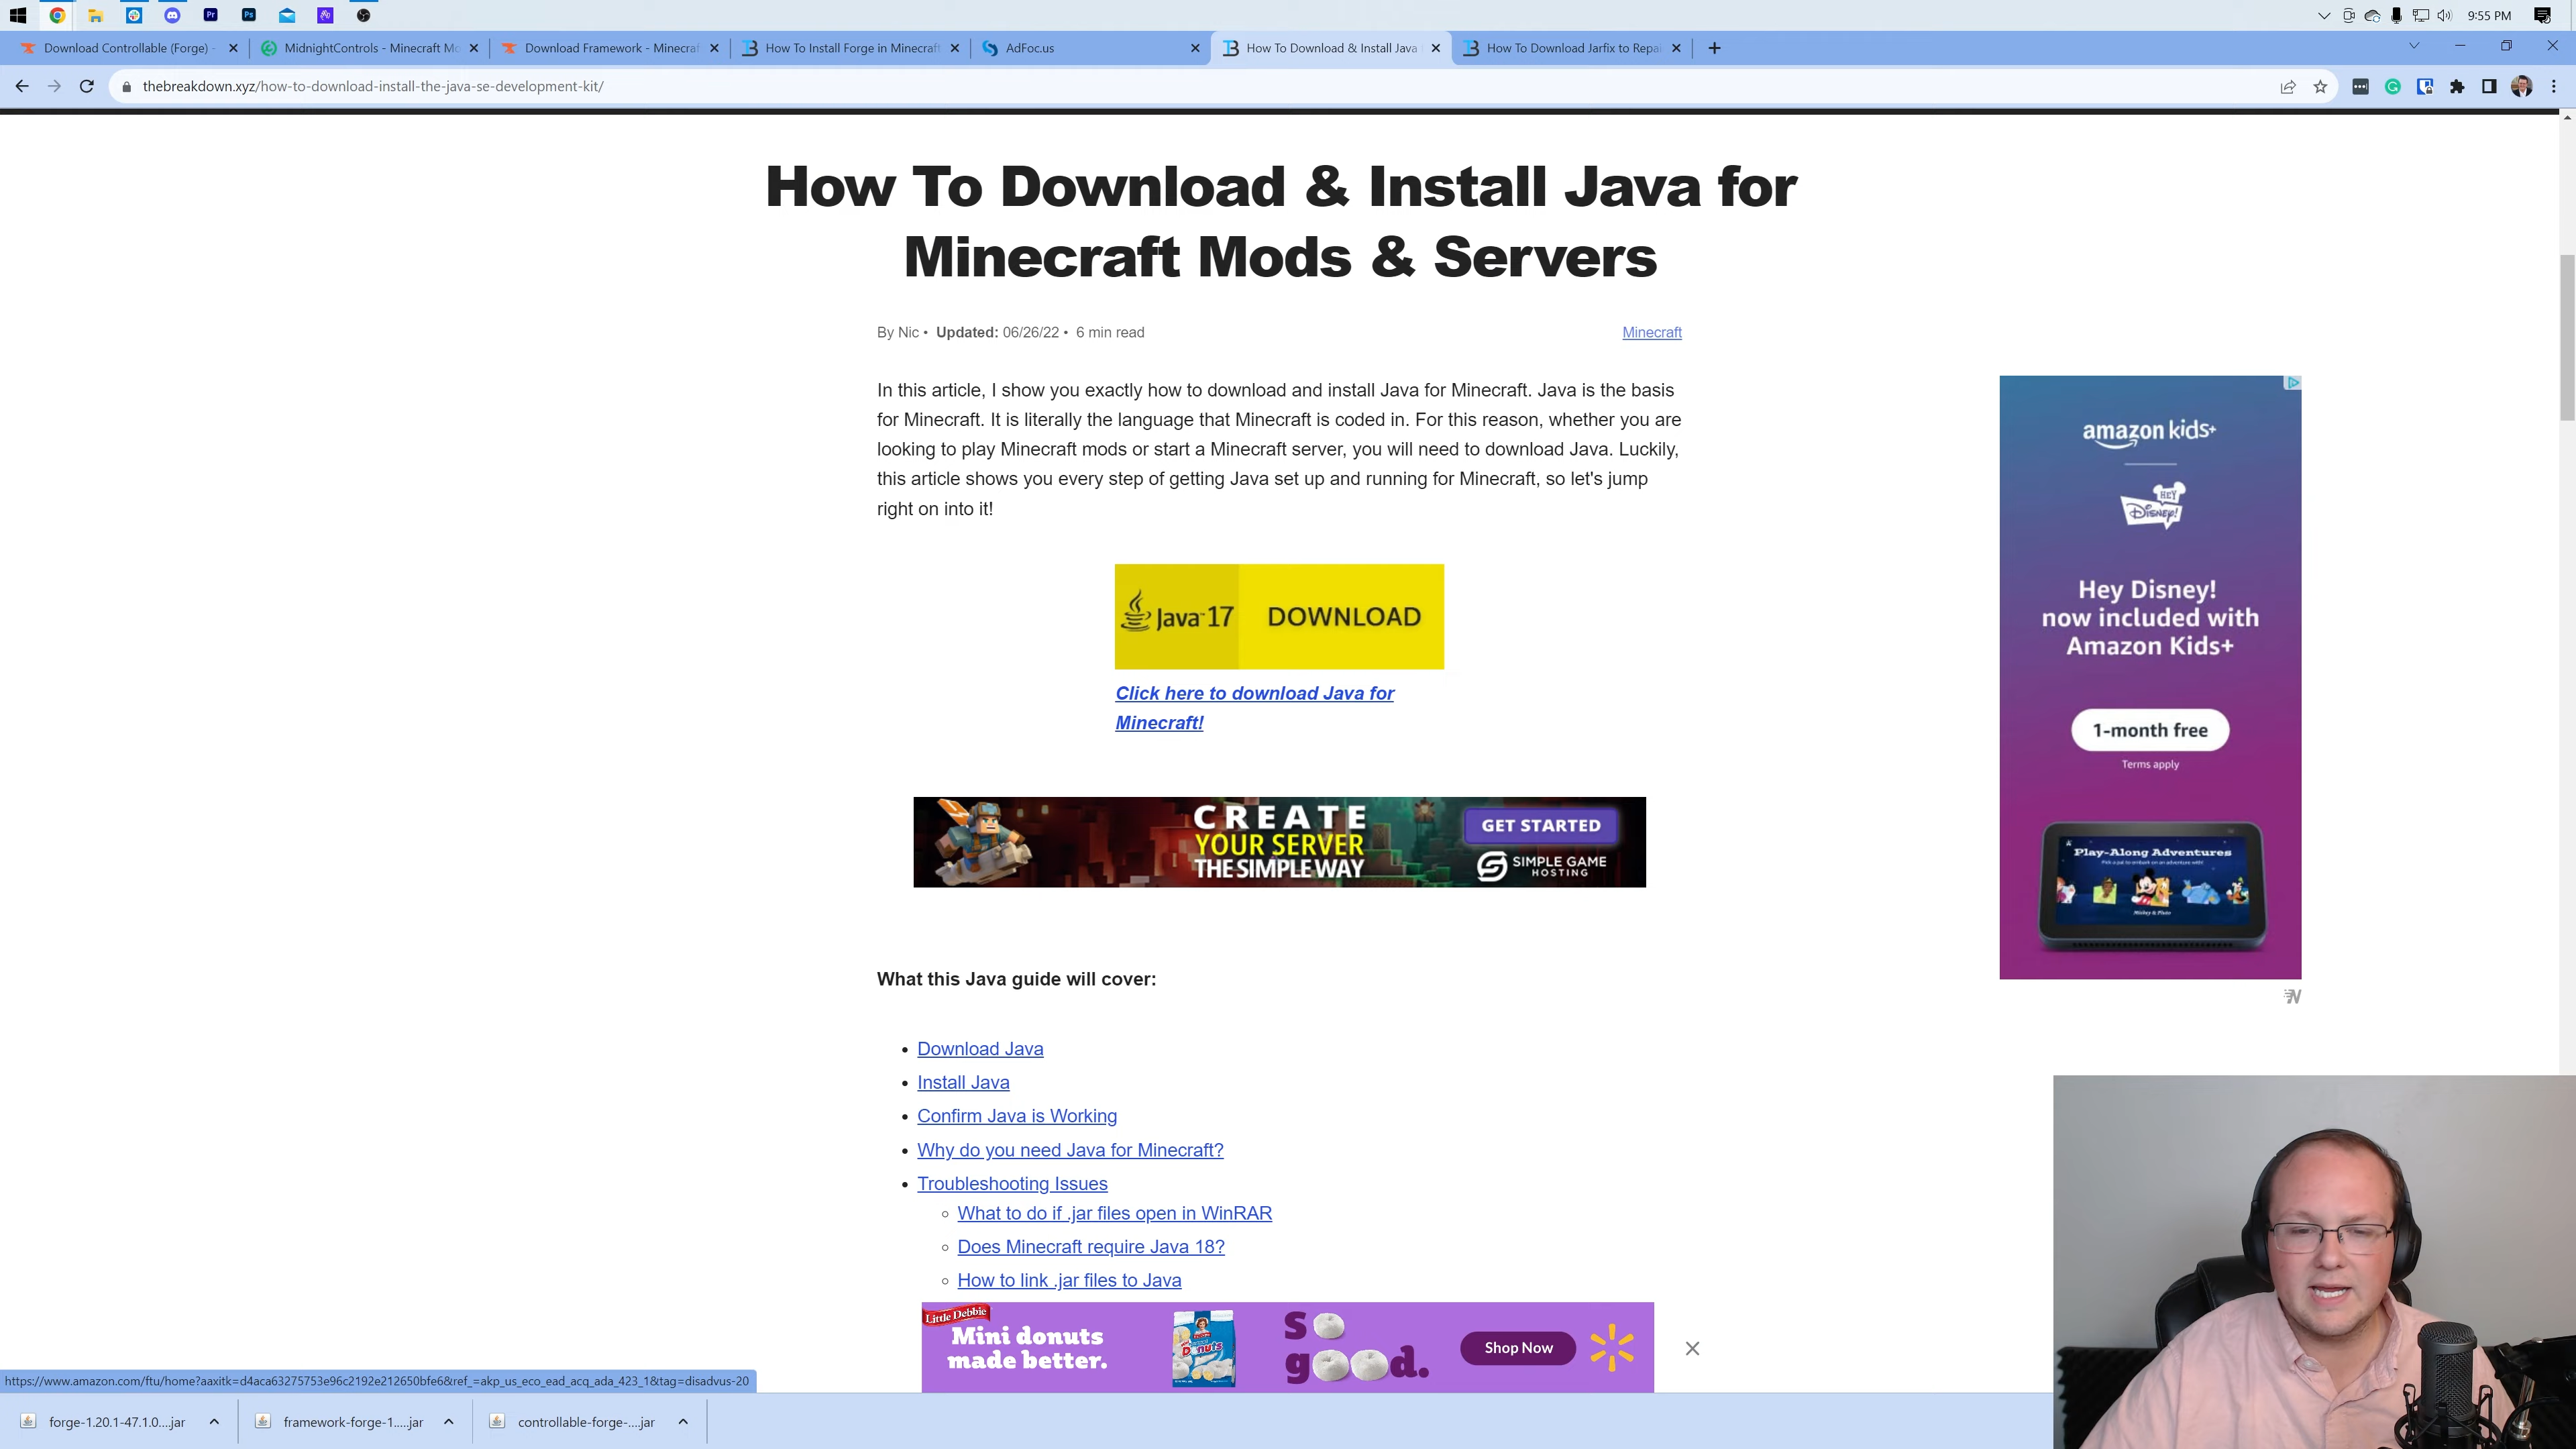 Pr
Ps
9:55 PM
Download Controllable (Forge) -
MidnightControls - Minecraft Mo
Download Framework - Minecraf
How To Install Forge in Minecraft
AdFoc.us
How To Download & Install Java
How To Download Jarfix to Repai
thebreakdown.xyz/how-to-download-install-the-java-se-development-kit/
How To Download & Install Java for
Minecraft Mods & Servers
By Nic • Updated: 06/26/22 • 6 min read
Minecraft
In this article, I show you exactly how to download and install Java for Minecraft. Java is the basis
for Minecraft. It is literally the language that Minecraft is coded in. For this reason, whether you are
looking to play Minecraft mods or start a Minecraft server, you will need to download Java. Luckily,
this article shows you every step of getting Java set up and running for Minecraft, so let's jump
right on into it!
Java 17 DOWNLOAD
Click here to download Java for
Minecraft!
CREATE
YOUR SERVER
THE SIMPLE WAY
GET STARTED
SIMPLE GAME
HOSTING
What this Java guide will cover:
• Download Java
• Install Java
• Confirm Java is Working
• Why do you need Java for Minecraft?
• Troubleshooting Issues
What to do if .jar files open in WinRAR
Does Minecraft require Java 18?
How to link .jar files to Java
amazon kids+
HEY
Disney!
Hey Disney!
now included with
Amazon Kids+
1-month free
Terms apply
Play-Along Adventures
Little Debbie
Mini donuts
made better.
Donuts
so
good.
Shop Now
https://www.amazon.com/ftu/home?aaxitk=d4aca63275753e96c2192e212650bfe6&ref_=akp_us_eco_ead_acq_ada_423_1&tag=disadvus-20
forge-1.20.1-47.1.0....jar
framework-forge-1.....jar
controllable-forge-....jar